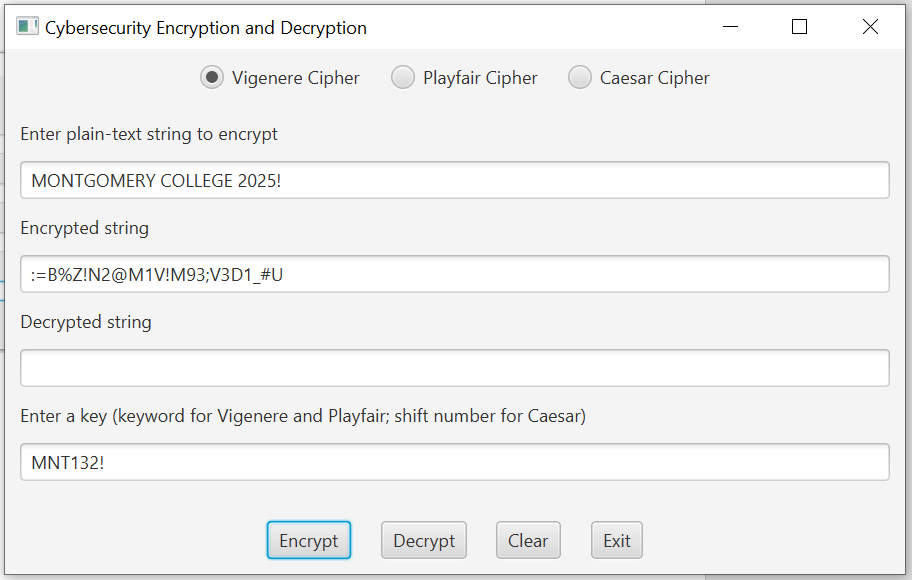 Cybersecurity Encryption and Decryption
Vigenere Cipher Playfair Cipher Caesar Cipher
Enter plain-text string to encrypt
MONTGOMERY COLLEGE 2025!
Encrypted string
:=B%Z!N2@M1V!M93;V3D1_#U
Decrypted string
Enter a key (keyword for Vigenere and Playfair; shift number for Caesar)
MNT132!
Encrypt Decrypt Clear Exit